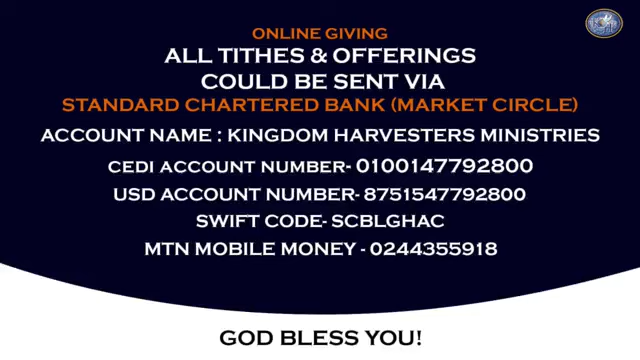 ONLINE GIVING
ALL TITHES & OFFERINGS
COULD BE SENT VIA
STANDARD CHARTERED BANK (MARKET CIRCLE)
ACCOUNT NAME : KINGDOM HARVESTERS MINISTRIES
CEDI ACCOUNT NUMBER- 0100147792800
USD ACCOUNT NUMBER- 8751547792800
SWIFT CODE- SCBLGHAC
MTN MOBILE MONEY - 0244355918
GOD BLESS YOU!